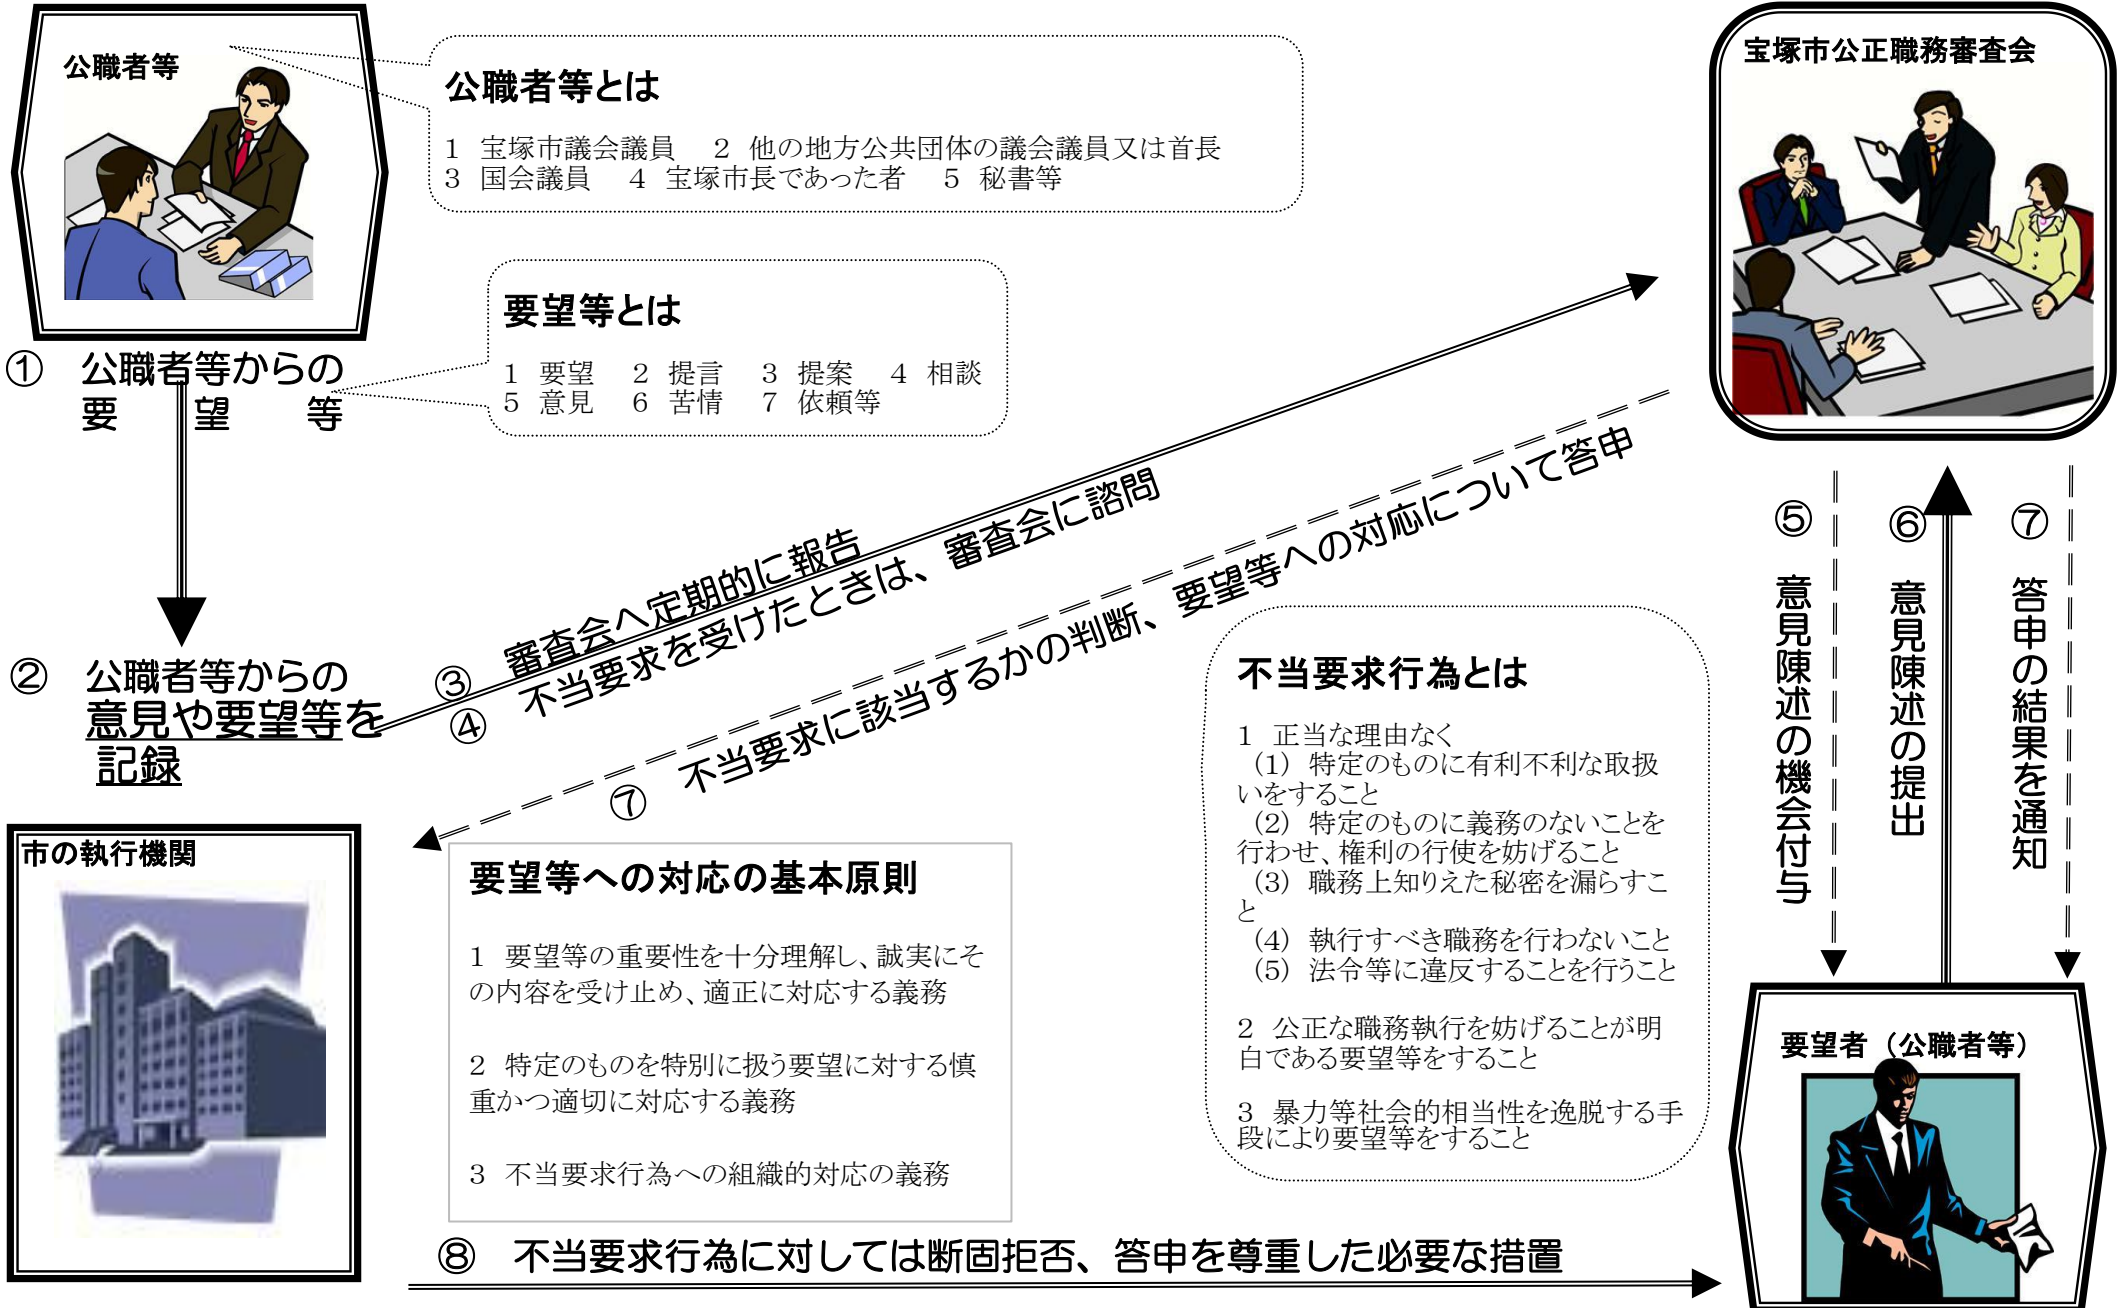 公職者等
公職者等とは
1 宝塚市議会議員 2 他の地方公共団体の議会議員又は首長
3 国会議員 4 宝塚市長であった者 5 秘書等
宝塚市公正職務審査会
要望等とは
1 要望 2 提言 3 提案 4 相談
5 意見 6 苦情 7 依頼等
① 公職者等からの
要望等
② 公職者等からの
意見や要望等を
記録
③ 審査会へ定期的に報告
④ 不当要求を受けたときは、審査会に諮問
⑦ 不当要求に該当するかの判断、要望等への対応について答申
⑤ 意見陳述の機会付与
⑥ 意見陳述の提出
⑦ 答申の結果を通知
不当要求行為とは
1 正当な理由なく
(1) 特定のものに有利不利な取扱
いをすること
(2) 特定のものに義務のないことを
行わせ、権利の行使を妨げること
(3) 職務上知りえた秘密を漏らすこ
と
(4) 執行すべき職務を行わないこと
(5) 法令等に違反することを行うこと
2 公正な職務執行を妨げることが明
白である要望等をすること
3 暴力等社会的相当性を逸脱する手
段により要望等をすること
市の執行機関
要望等への対応の基本原則
1 要望等の重要性を十分理解し、誠実にそ
の内容を受け止め、適正に対応する義務
2 特定のものを特別に扱う要望に対する慎
重かつ適切に対応する義務
3 不当要求行為への組織的対応の義務
要望者（公職者等）
⑧ 不当要求行為に対しては断固拒否、答申を尊重した必要な措置